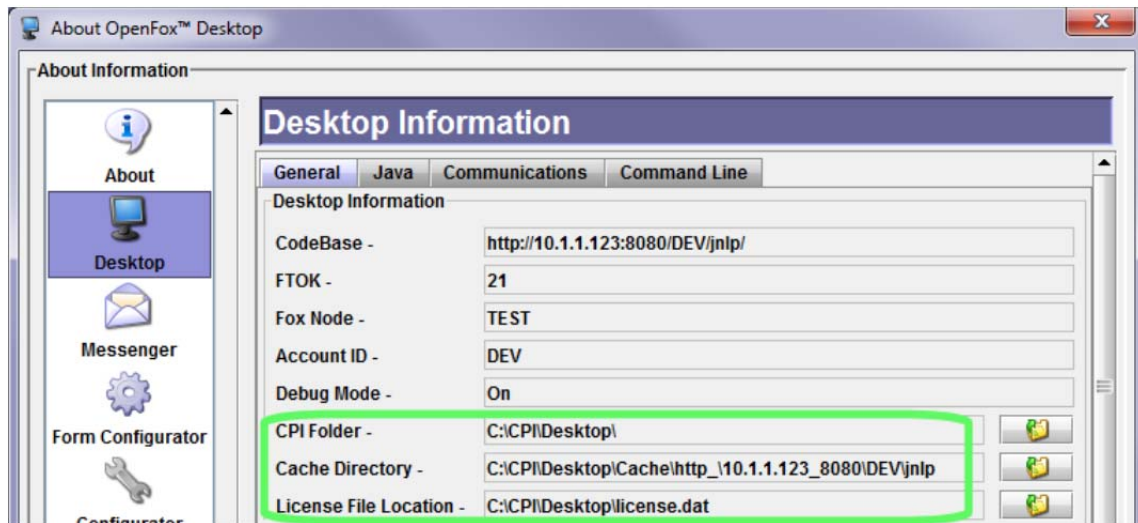 About OpenFox™ Desktop
About Information
About
Desktop
Messenger
Form Configurator
Configurator
Desktop Information
General Java Communications Command Line
Desktop Information
CodeBase - http://10.1.1.123:8080/DEV/jnlp/
FTOK - 21
Fox Node - TEST
Account ID - DEV
Debug Mode - On
CPI Folder - C:\CPI\Desktop\
Cache Directory - C:\CPI\Desktop\Cache\http_\10.1.1.123_8080\DEV\jnlp
License File Location - C:\CPI\Desktop\license.dat